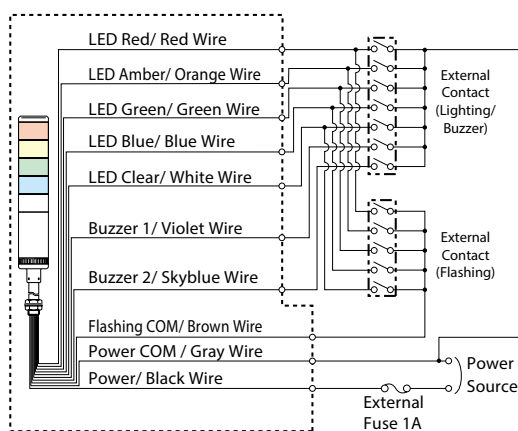 LED Red/ Red Wire
LED Amber/ Orange Wire
LED Green/ Green Wire
LED Blue/ Blue Wire
LED Clear/ White Wire
Buzzer 1/ Violet Wire
Buzzer 2/ Skyblue Wire
Flashing COM/ Brown Wire
Power COM / Gray Wire
Power/ Black Wire
External
Contact
(Lighting/
Buzzer)
External
Contact
(Flashing)
Power
Source
External
Fuse 1A